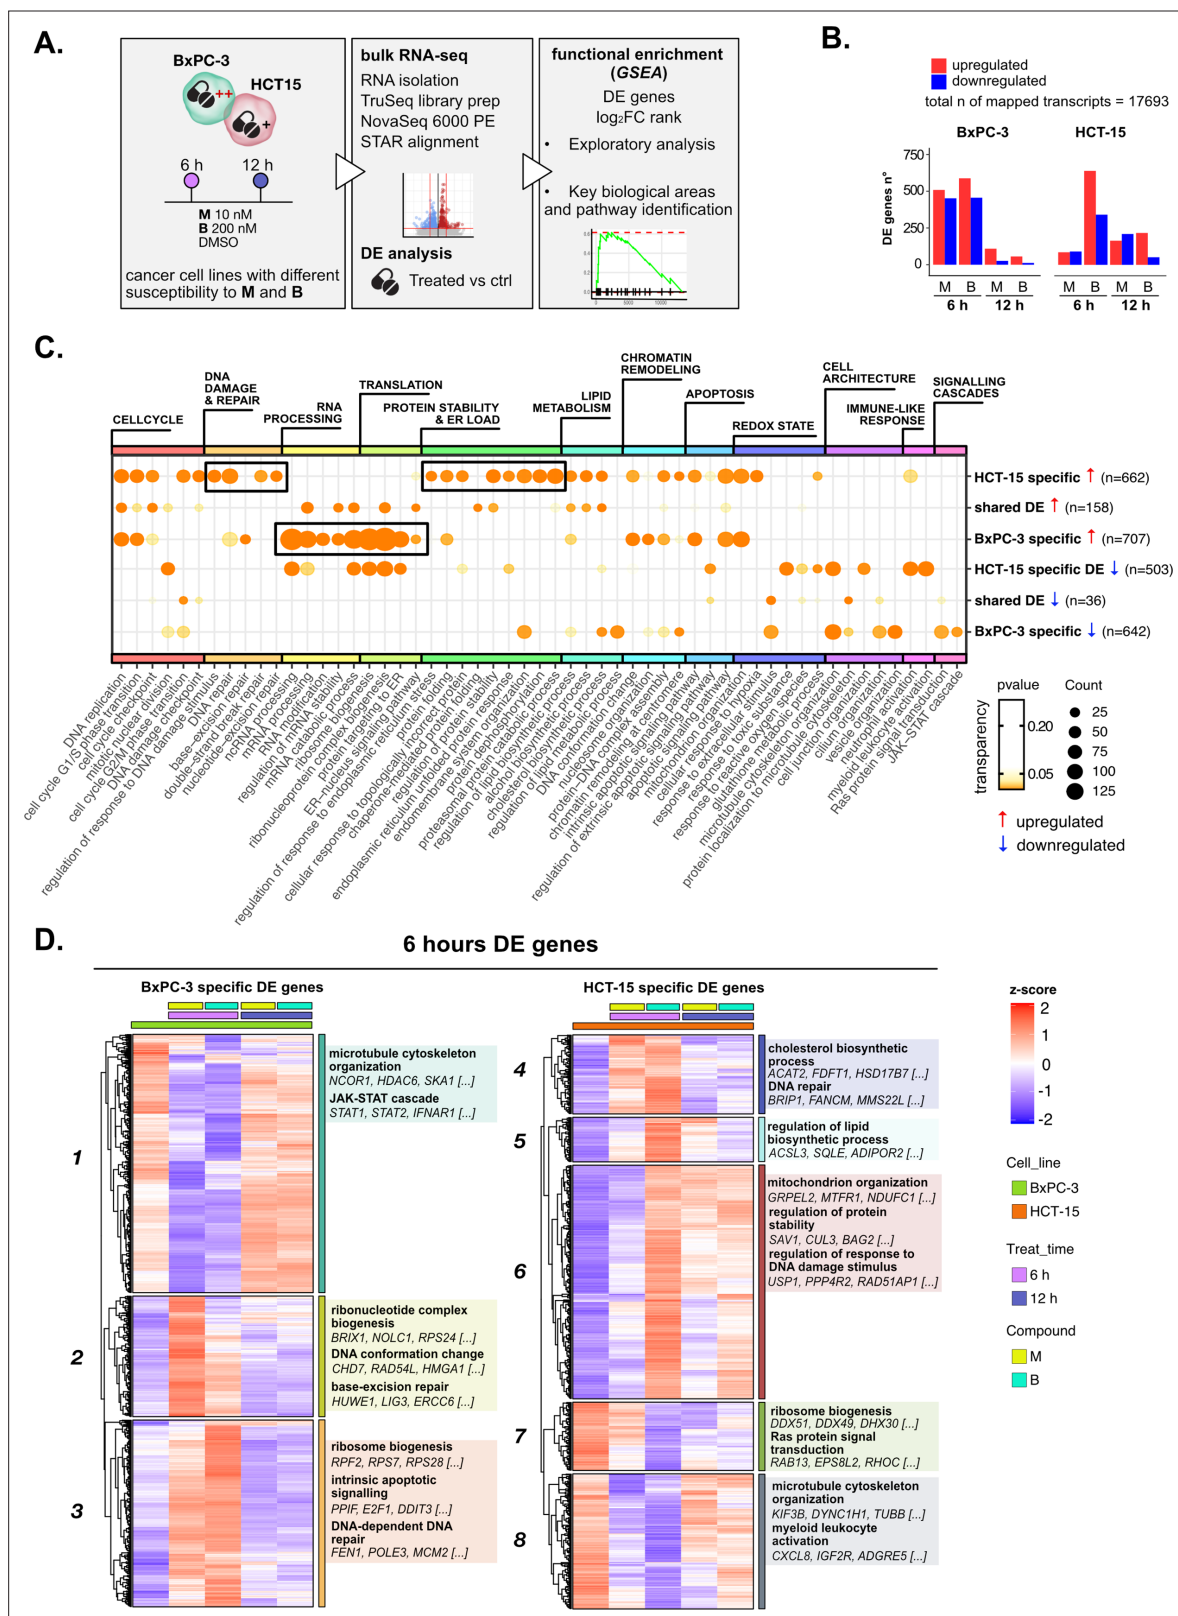 A.
BxPC-3
++
HCT15
+
6 h
12 h
M 10 nM
B 200 nM
DMSO
cancer cell lines with different
susceptibility to M and B
bulk RNA-seq
RNA isolation
TruSeq library prep
NovaSeq 6000 PE
STAR alignment
DE analysis
Treated vs ctrl
functional enrichment
(GSEA)
DE genes
log2FC rank
• Exploratory analysis
• Key biological areas
and pathway identification
B.
upregulated
downregulated
total n of mapped transcripts = 17693
BxPC-3
HCT-15
DE genes n°
750
500
250
0
M B M B
6 h 12 h
M B M B
6 h 12 h
C.
CELLCYCLE
DNA
DAMAGE
& REPAIR
RNA
PROCESSING
TRANSLATION
PROTEIN STABILITY
& ER LOAD
LIPID
METABOLISM
CHROMATIN
REMODELING
APOPTOSIS
REDOX STATE
CELL
ARCHITECTURE
IMMUNE-LIKE
RESPONSE
SIGNALLING
CASCADES
HCT-15 specific ↑ (n=662)
shared DE ↑ (n=158)
BxPC-3 specific ↑ (n=707)
HCT-15 specific DE ↓ (n=503)
shared DE ↓ (n=36)
BxPC-3 specific ↓ (n=642)
DNA replication
cell cycle G1/S phase transition
cell cycle checkpoint
mitotic nuclear division
cell cycle G2/M phase transition
DNA damage checkpoint
regulation of response to DNA damage stimulus
DNA repair
base−excision repair
double−strand break repair
nucleotide−excision repair
ncRNA processing
RNA processing
RNA modification
regulation of mRNA stability
mRNA catabolic process
ribosome biogenesis
ribonucleoprotein complex biogenesis
protein targeting to ER
ER−nucleus signaling pathway
regulation of response to endoplasmic reticulum stress
protein folding
cellular response to topologically incorrect protein
chaperone−mediated protein folding
regulation of protein stability
endoplasmic reticulum unfolded protein response
endomembrane system organization
protein dephosphorylation
proteasomal protein catabolic process
regulation of lipid biosynthetic process
alcohol biosynthetic process
cholesterol biosynthetic process
regulation of lipid metabolic process
DNA conformation change
nucleosome organization
protein−DNA complex assembly
chromatin remodeling at centromere
intrinsic apoptotic signaling pathway
regulation of extrinsic apoptotic signaling pathway
apoptotic signaling pathway
mitochondrion organization
cellular response to hypoxia
response to extracellular stimulus
response to toxic substance
response to reactive oxygen species
glutathione metabolic process
microtubule cytoskeleton organization
protein localization to microtubule cytoskeleton
cell junction organization
cilium organization
vesicle organization
neutrophil activation
myeloid leukocyte activation
Ras protein signal transduction
JAK−STAT cascade
pvalue
transparency
0.20
0.05
Count
25
50
75
100
125
↑ upregulated
↓ downregulated
D.
6 hours DE genes
BxPC-3 specific DE genes
1
microtubule cytoskeleton
organization
NCOR1, HDAC6, SKA1 [...]
JAK-STAT cascade
STAT1, STAT2, IFNAR1 [...]
2
ribonucleotide complex
biogenesis
BRIX1, NOLC1, RPS24 [...]
DNA conformation change
CHD7, RAD54L, HMGA1 [...]
base-excision repair
HUWE1, LIG3, ERCC6 [...]
3
ribosome biogenesis
RPF2, RPS7, RPS28 [...]
intrinsic apoptotic
signalling
PPIF, E2F1, DDIT3 [...]
DNA-dependent DNA
repair
FEN1, POLE3, MCM2 [...]
HCT-15 specific DE genes
4
cholesterol biosynthetic
process
ACAT2, FDFT1, HSD17B7 [...]
DNA repair
BRIP1, FANCM, MMS22L [...]
5
regulation of lipid
biosynthetic process
ACSL3, SQLE, ADIPOR2 [...]
6
mitochondrion organization
GRPEL2, MTFR1, NDUFC1 [...]
regulation of protein
stability
SAV1, CUL3, BAG2 [...]
regulation of response to
DNA damage stimulus
USP1, PPP4R2, RAD51AP1 [...]
7
ribosome biogenesis
DDX51, DDX49, DHX30 [...]
Ras protein signal
transduction
RAB13, EPS8L2, RHOC [...]
8
microtubule cytoskeleton
organization
KIF3B, DYNC1H1, TUBB [...]
myeloid leukocyte
activation
CXCL8, IGF2R, ADGRE5 [...]
z-score
2
1
0
-1
-2
Cell_line
BxPC-3
HCT-15
Treat_time
6 h
12 h
Compound
M
B